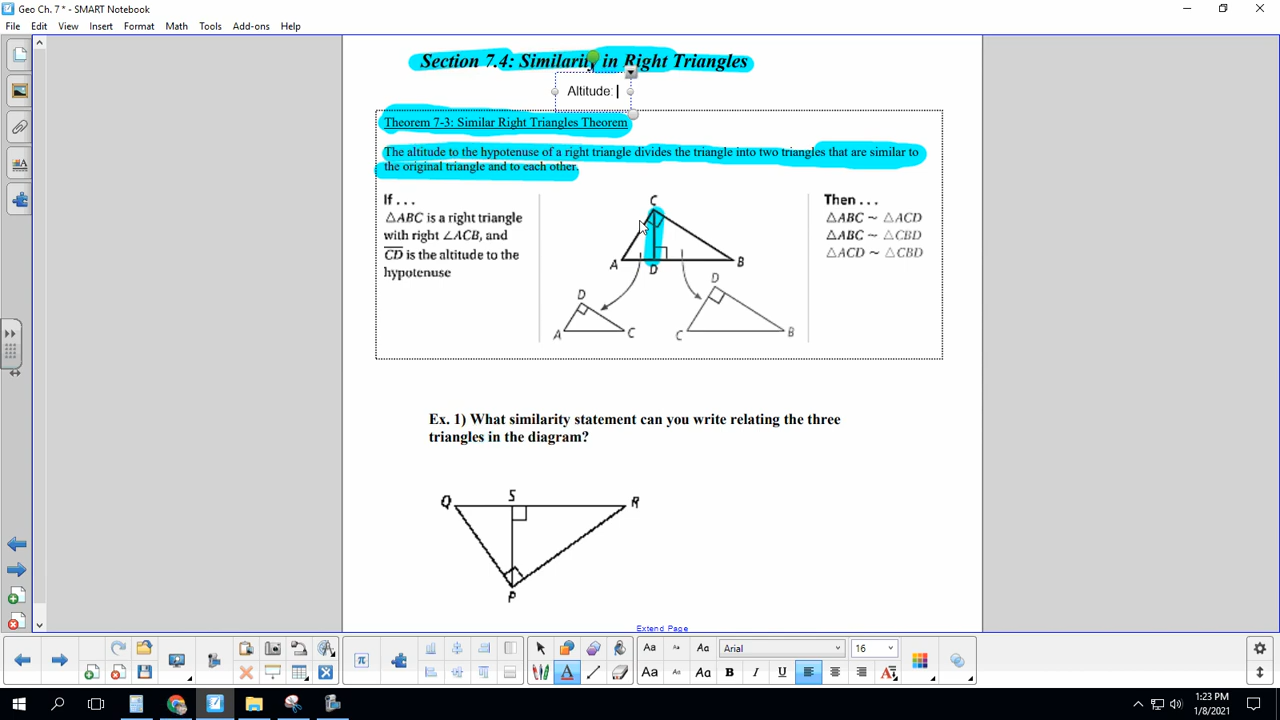 Geo Ch. 7 * - SMART Notebook
File Edit View Insert Format Math Tools Add-ons Help
Section 7.4: Similarity in Right Triangles
Altitude:
Theorem 7-3: Similar Right Triangles Theorem
The altitude to the hypotenuse of a right triangle divides the triangle into two triangles that are similar to
the original triangle and to each other.
If . . .
△ABC is a right triangle
with right ∠ACB, and
CD is the altitude to the
hypotenuse
C
A
D
B
D
A
C
D
C
B
Then . . .
△ABC ~ △ACD
△ABC ~ △CBD
△ACD ~ △CBD
Ex. 1) What similarity statement can you write relating the three
triangles in the diagram?
Q S R
P
Extend Page
π
A
Aa Aa Aa Arial 16
Aa Aa Aa B I U
1:23 PM
1/8/2021